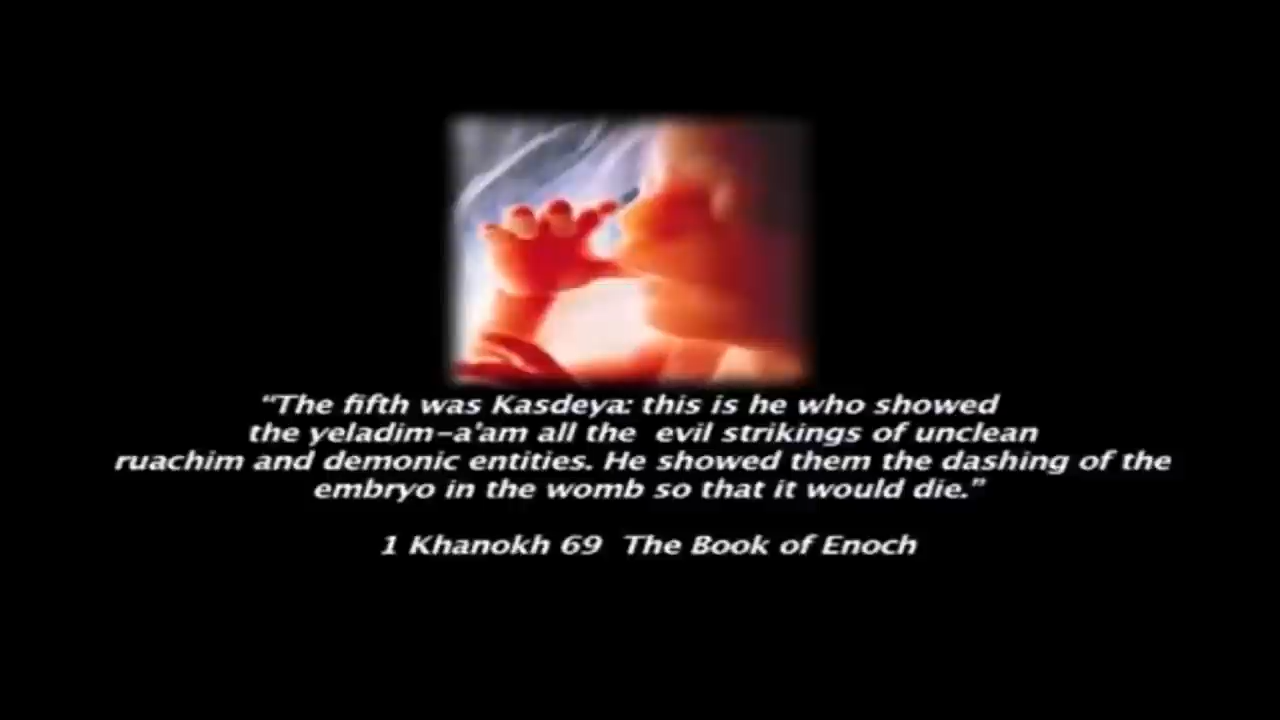 “The fifth was Kasdeya: this is he who showed
the yeladim-a'am all the evil strikings of unclean
ruachim and demonic entities. He showed them the dashing of the
embryo in the womb so that it would die.”
1 Khanokh 69 The Book of Enoch